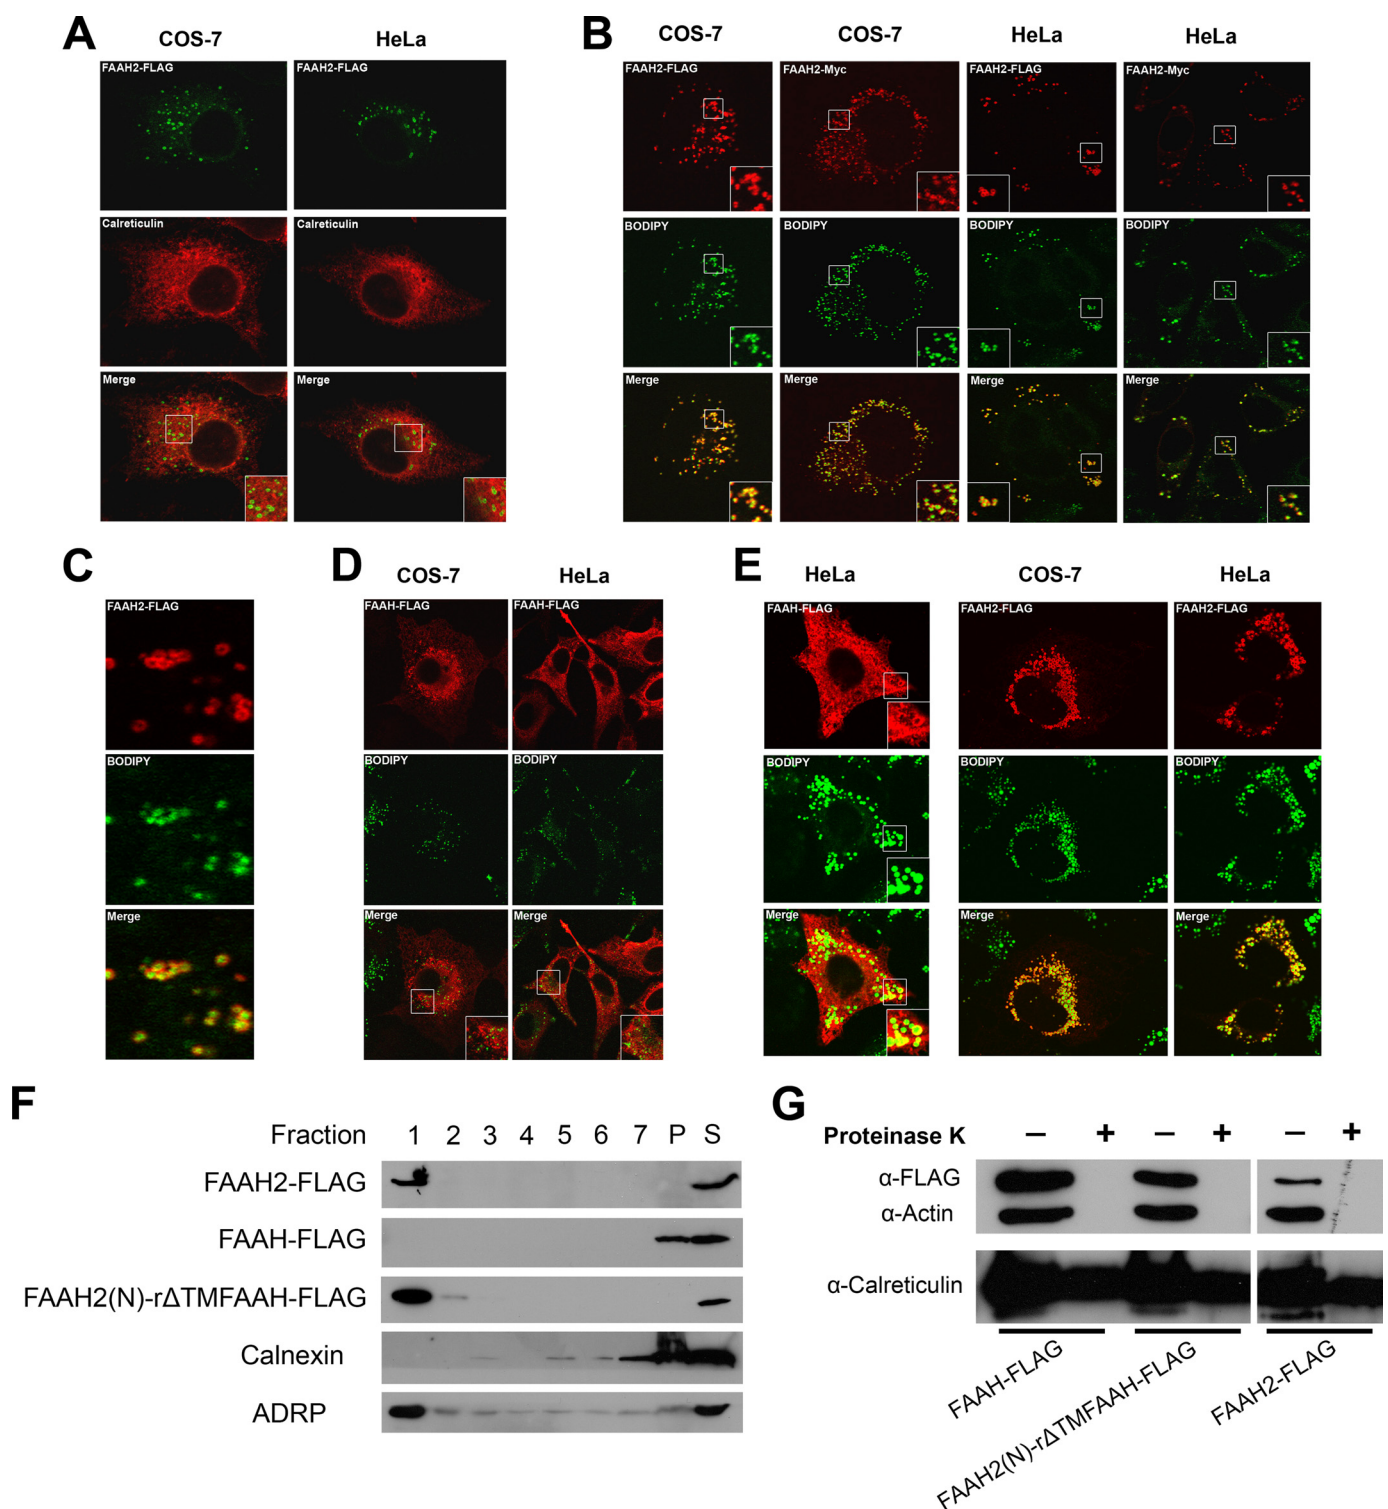 A
COS-7
HeLa
FAAH2-FLAG
FAAH2-FLAG
Calreticulin
Calreticulin
Merge
Merge
B
COS-7
COS-7
HeLa
HeLa
FAAH2-FLAG
FAAH2-Myc
FAAH2-FLAG
FAAH2-Myc
BODIPY
BODIPY
BODIPY
BODIPY
Merge
Merge
Merge
Merge
C
FAAH2-FLAG
BODIPY
Merge
D
COS-7
HeLa
FAAH-FLAG
FAAH-FLAG
BODIPY
BODIPY
Merge
Merge
E
HeLa
COS-7
HeLa
FAAH-FLAG
FAAH2-FLAG
FAAH2-FLAG
BODIPY
BODIPY
BODIPY
Merge
Merge
Merge
F
Fraction 1 2 3 4 5 6 7 P S
FAAH2-FLAG
FAAH-FLAG
FAAH2(N)-rΔTMFAAH-FLAG
Calnexin
ADRP
G
Proteinase K − + − + − +
α-FLAG
α-Actin
α-Calreticulin
FAAH-FLAG
FAAH2(N)-rΔTMFAAH-FLAG
FAAH2-FLAG